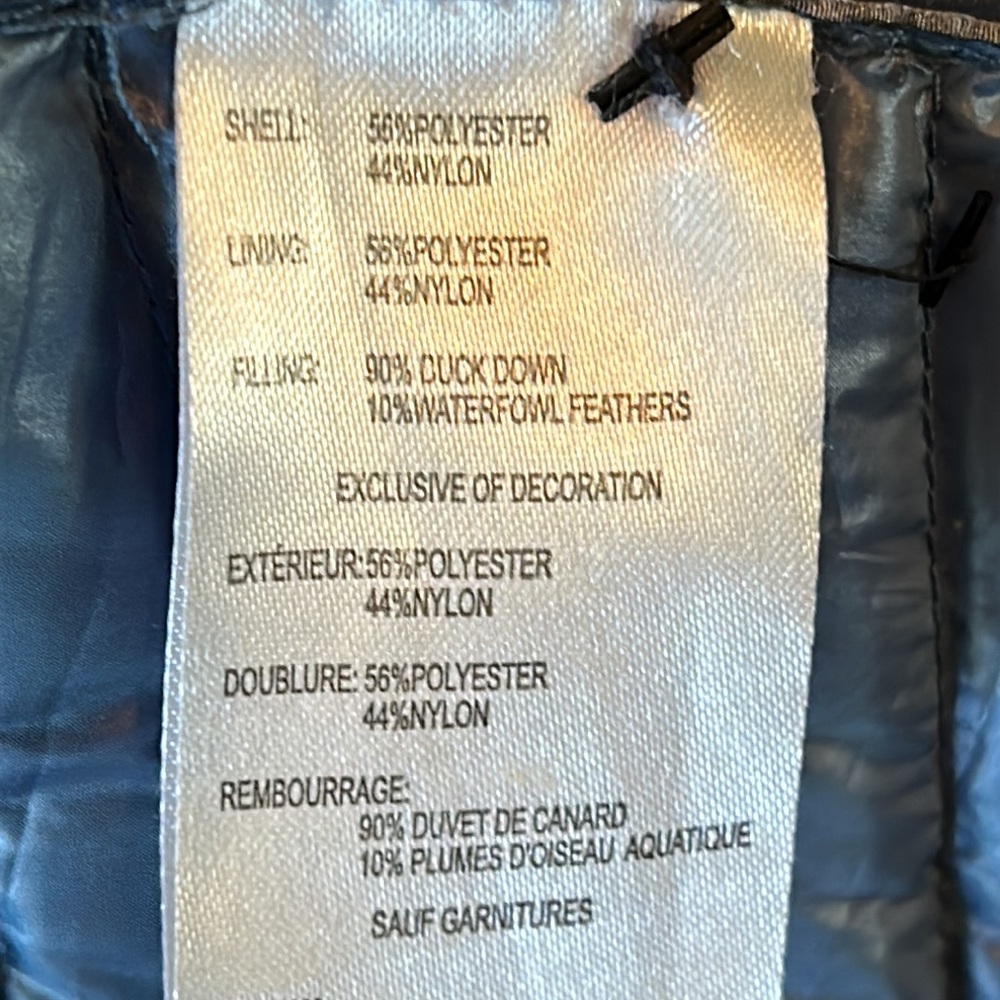 SHELL: 56%POLYESTER
44%NYLON
LINING: 56%POLYESTER
44%NYLON
FILLING: 90% DUCK DOWN
10%WATERFOWL FEATHERS
EXCLUSIVE OF DECORATION
EXTÉRIEUR:56%POLYESTER
44%NYLON
DOUBLURE: 56%POLYESTER
44%NYLON
REMBOURRAGE:
90% DUVET DE CANARD
10% PLUMES D'OISEAU AQUATIQUE
SAUF GARNITURES